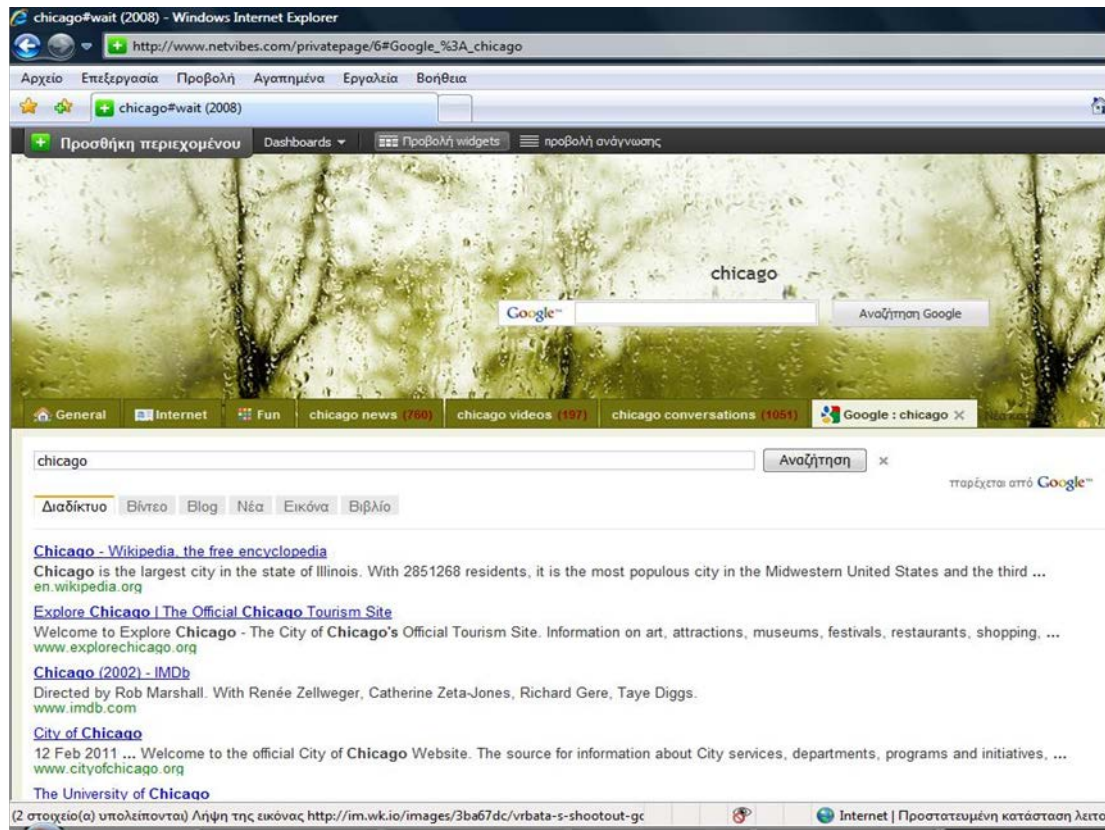 chicago#wait (2008) - Windows Internet Explorer
http://www.netvibes.com/privatepage/6#Google_%3A_chicago
Αρχείο Επεξεργασία Προβολή Αγαπημένα Εργαλεία Βοήθεια
chicago#wait (2008)
Προσθήκη περιεχομένου Dashboards Προβολή widgets προβολή ανάγνωσης
chicago
Google™ Αναζήτηση Google
General Internet Fun chicago news (760) chicago videos (197) chicago conversations (1051) Google : chicago
chicago Αναζήτηση
παρέχεται από Google™
Διαδίκτυο Βίντεο Blog Νέα Εικόνα Βιβλίο
Chicago - Wikipedia, the free encyclopedia
Chicago is the largest city in the state of Illinois. With 2851268 residents, it is the most populous city in the Midwestern United States and the third ...
en.wikipedia.org
Explore Chicago | The Official Chicago Tourism Site
Welcome to Explore Chicago - The City of Chicago's Official Tourism Site. Information on art, attractions, museums, festivals, restaurants, shopping, ...
www.explorechicago.org
Chicago (2002) - IMDb
Directed by Rob Marshall. With Renée Zellweger, Catherine Zeta-Jones, Richard Gere, Taye Diggs.
www.imdb.com
City of Chicago
12 Feb 2011 ... Welcome to the official City of Chicago Website. The source for information about City services, departments, programs and initiatives, ...
www.cityofchicago.org
The University of Chicago
(2 στοιχείο(α) υπολείπονται) Λήψη της εικόνας http://im.wk.io/images/3ba67dc/vrbata-s-shootout-gc Internet | Προστατευμένη κατάσταση λειτο